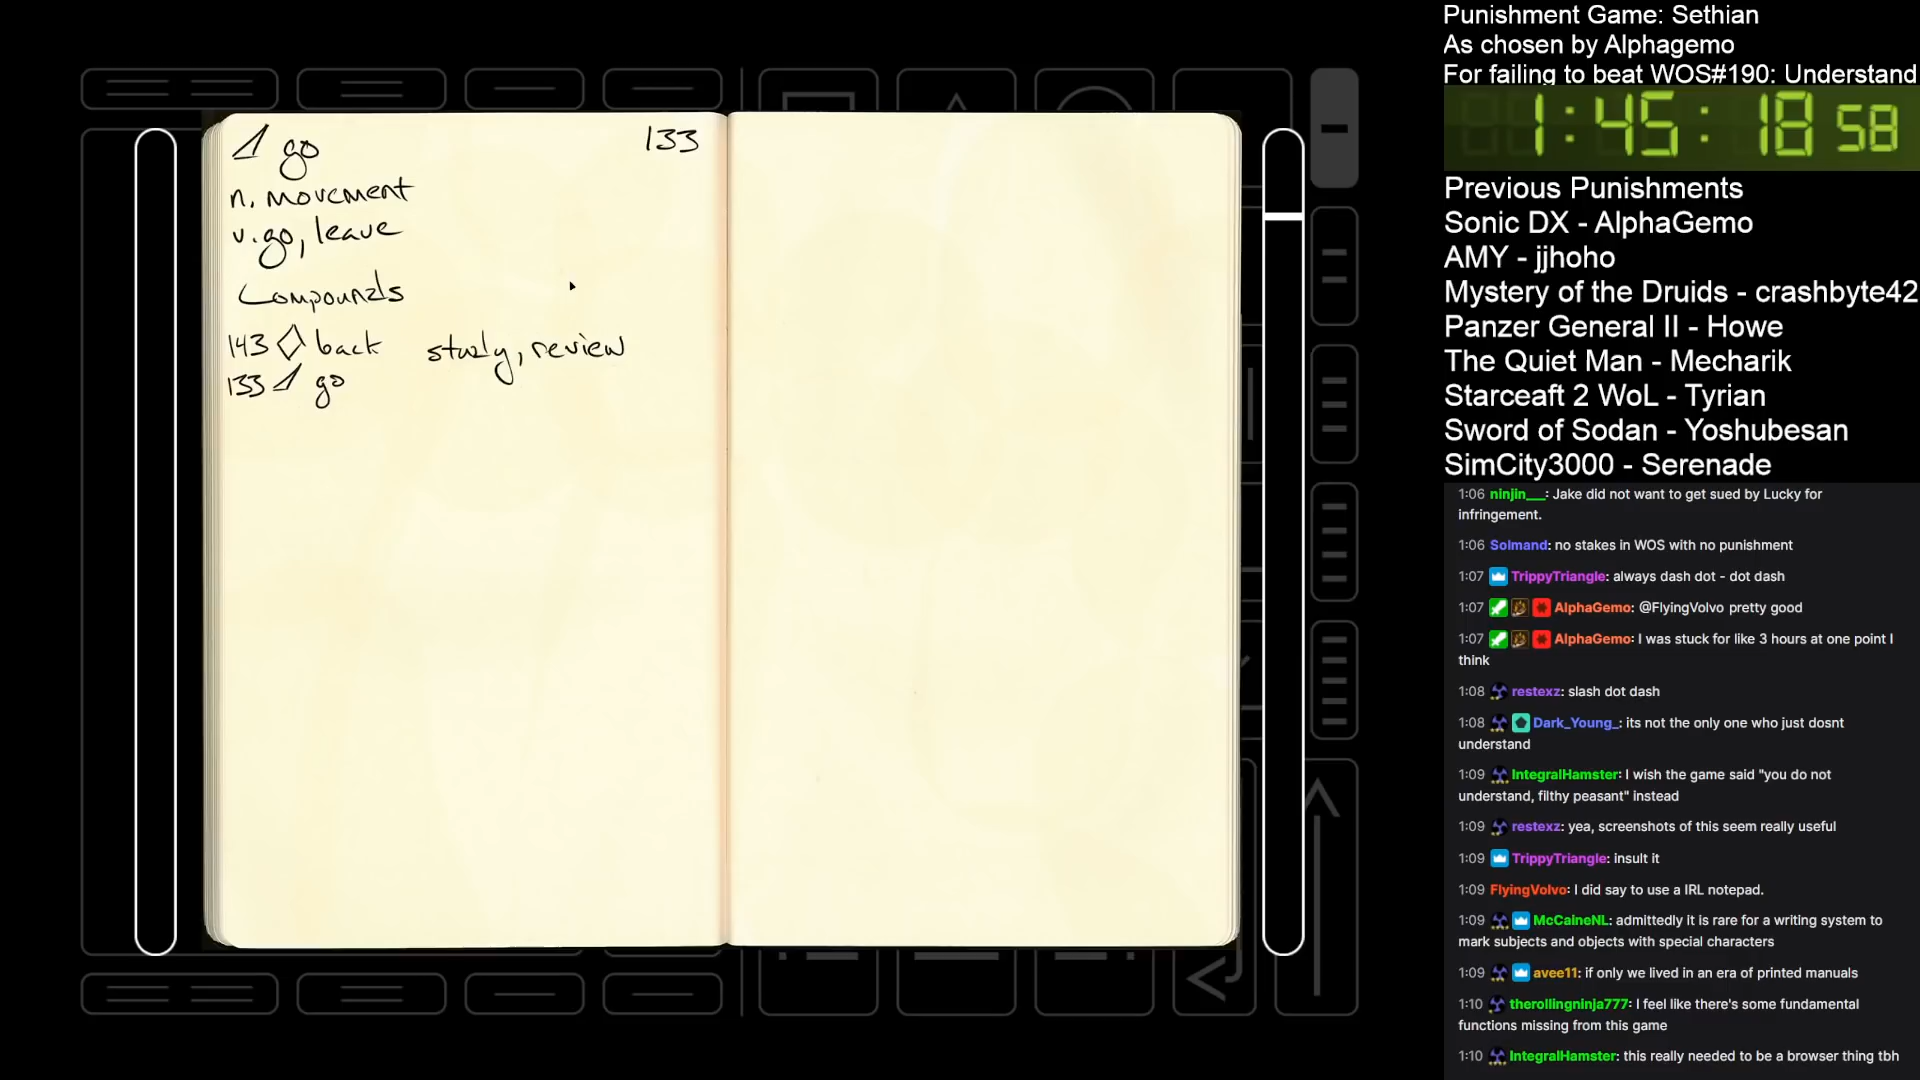 go
133
n. movement
v. go, leave
Compounds
143 back study, review
133 go
Punishment Game: Sethian
As chosen by Alphagemo
For failing to beat WOS#190: Understand
1:45:18 58
Previous Punishments
Sonic DX - AlphaGemo
AMY - jjhoho
Mystery of the Druids - crashbyte42
Panzer General II - Howe
The Quiet Man - Mecharik
Starceaft 2 WoL - Tyrian
Sword of Sodan - Yoshubesan
SimCity3000 - Serenade
1:06 ninjin___: Jake did not want to get sued by Lucky for
infringement.
1:06 Solmand: no stakes in WOS with no punishment
1:07 TrippyTriangle: always dash dot - dot dash
1:07 AlphaGemo: @FlyingVolvo pretty good
1:07 AlphaGemo: I was stuck for like 3 hours at one point I
think
1:08 restexz: slash dot dash
1:08 Dark_Young_: its not the only one who just dosnt
understand
1:09 IntegralHamster: I wish the game said "you do not
understand, filthy peasant" instead
1:09 restexz: yea, screenshots of this seem really useful
1:09 TrippyTriangle: insult it
1:09 FlyingVolvo: I did say to use a IRL notepad.
1:09 McCaineNL: admittedly it is rare for a writing system to
mark subjects and objects with special characters
1:09 avee11: if only we lived in an era of printed manuals
1:10 therollingninja777: I feel like there's some fundamental
functions missing from this game
1:10 IntegralHamster: this really needed to be a browser thing tbh